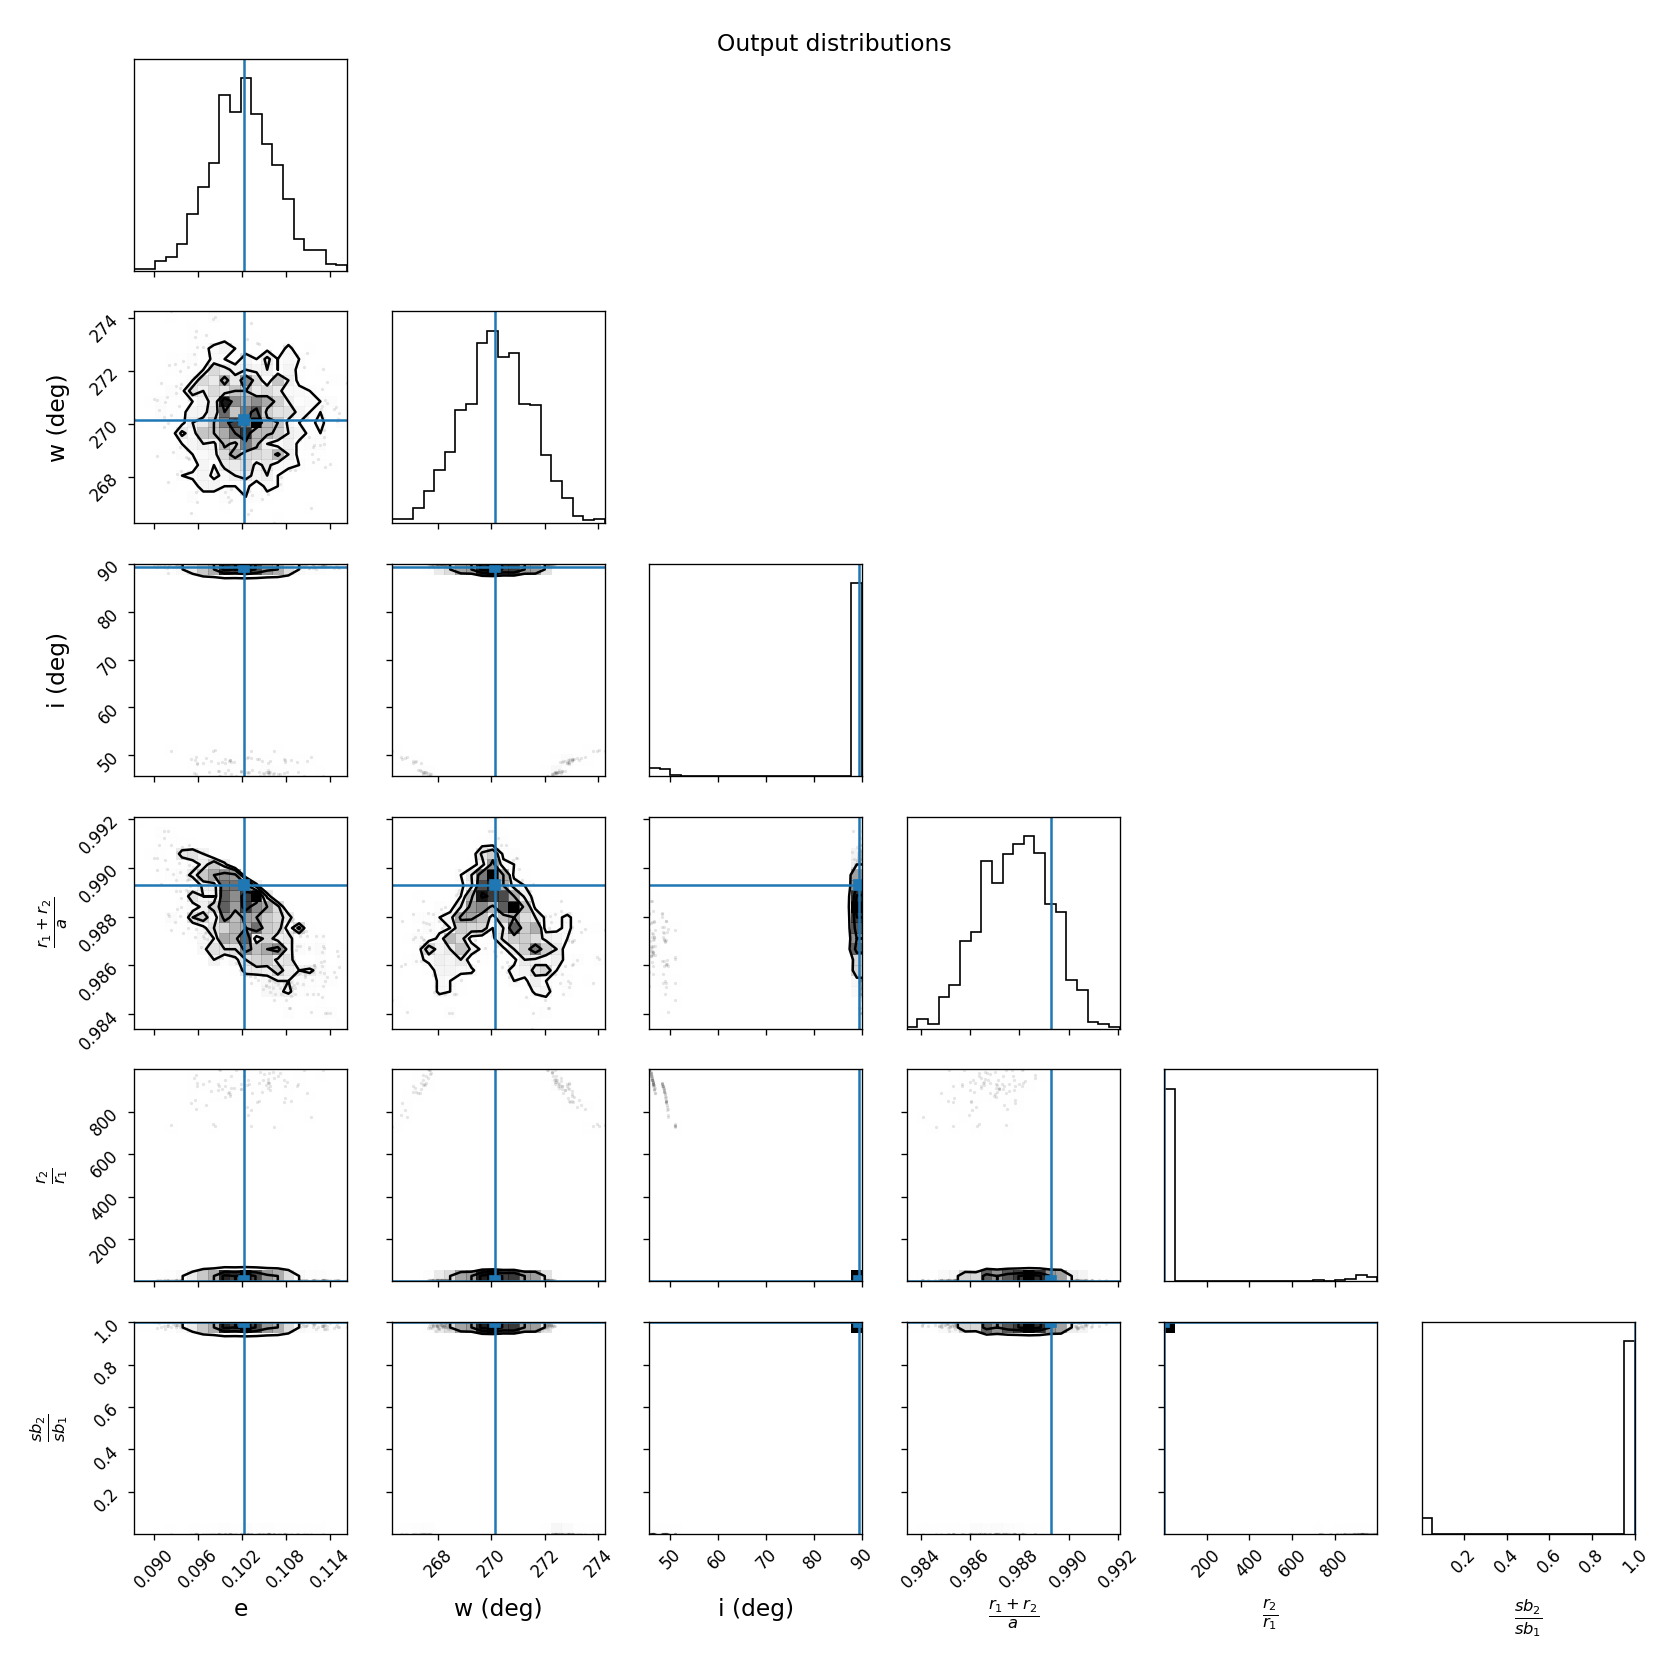 Output distributions
w (deg)
274
272
270
268
i (deg)
90
80
70
60
50
r₁ + r₂
a
0.992
0.990
0.988
0.986
0.984
r₂
r₁
800
600
400
200
sb₂
sb₁
1.0
0.8
0.6
0.4
0.2
0.090 0.096 0.102 0.108 0.114
268 270 272 274
50 60 70 80 90
0.984 0.986 0.988 0.990 0.992
200 400 600 800
0.2 0.4 0.6 0.8 1.0
e
w (deg)
i (deg)
r₁ + r₂
a
r₂
r₁
sb₂
sb₁